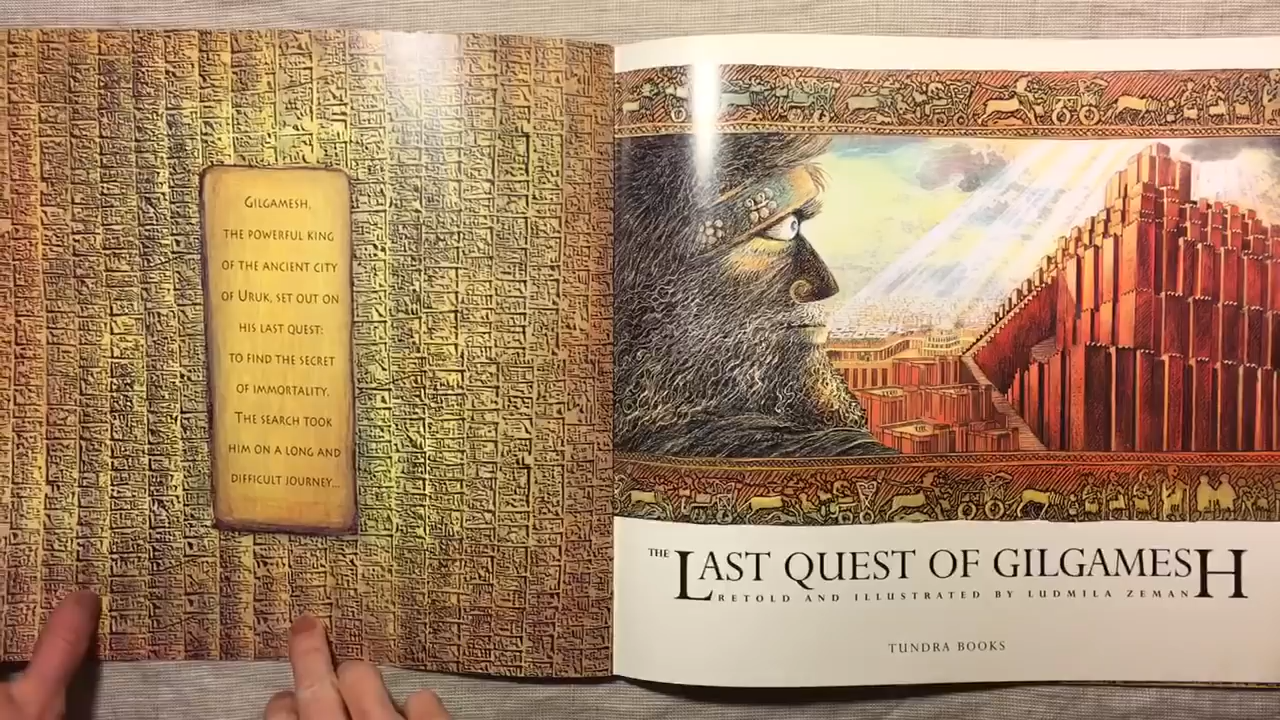 GILGAMESH,
THE POWERFUL KING
OF THE ANCIENT CITY
OF URUK, SET OUT ON
HIS LAST QUEST:
TO FIND THE SECRET
OF IMMORTALITY.
THE SEARCH TOOK
HIM ON A LONG AND
DIFFICULT JOURNEY...
THE LAST QUEST OF GILGAMESH
RETOLD AND ILLUSTRATED BY LUDMILA ZEMAN
TUNDRA BOOKS